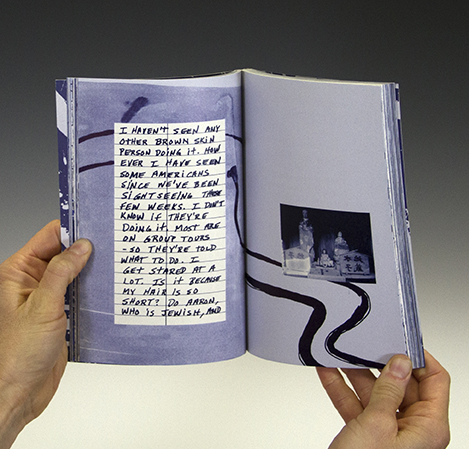 I HAVEN'T SEEN ANY
OTHER BROWN SKIN
PERSON DOING IT. HOW
EVER I HAVE SEEN
SOME AMERICANS
SINCE WE'VE BEEN
SIGHTSEEING THESE
FEW WEEKS. I DON'T
KNOW IF THEY'RE
DOING IT. MOST ARE
ON GROUP TOURS
- SO THEY'RE TOLD
WHAT TO DO. I
GET STARED AT A
LOT. IS IT BECAUSE
MY HAIR IS SO
SHORT? DO AARON,
WHO IS JEWISH, AND